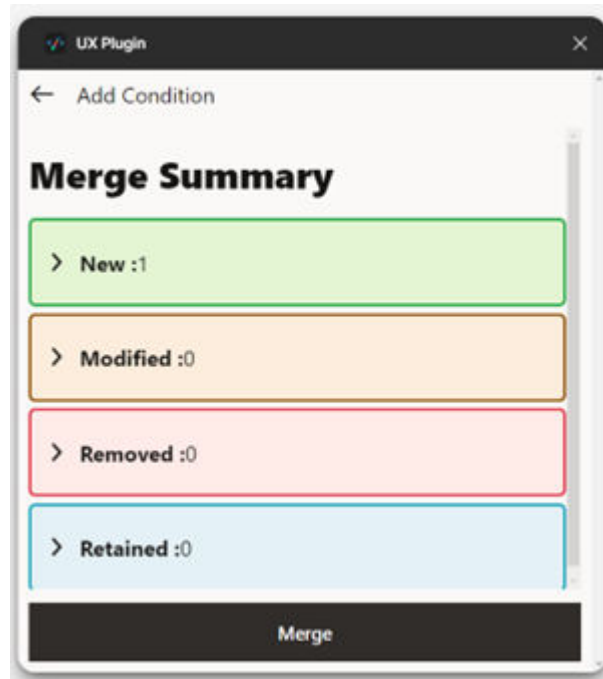 UX Plugin
Add Condition
Merge Summary
New :1
Modified :0
Removed :0
Retained :0
Merge